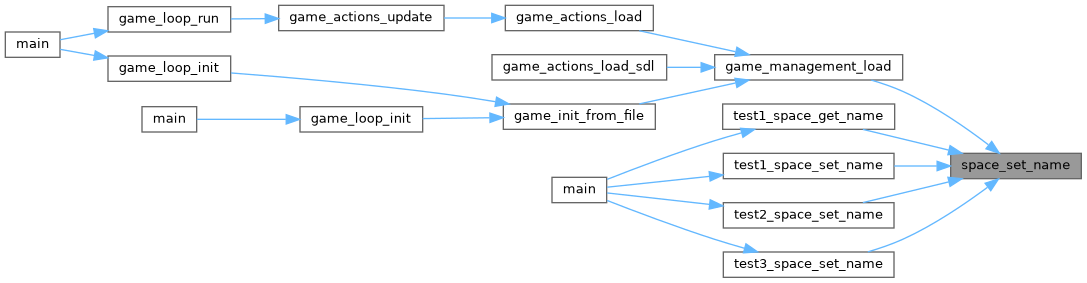 game_loop_run
game_actions_update
game_actions_load
main
game_loop_init
game_actions_load_sdl
game_management_load
main
game_loop_init
game_init_from_file
test1_space_get_name
test1_space_set_name
space_set_name
main
test2_space_set_name
test3_space_set_name